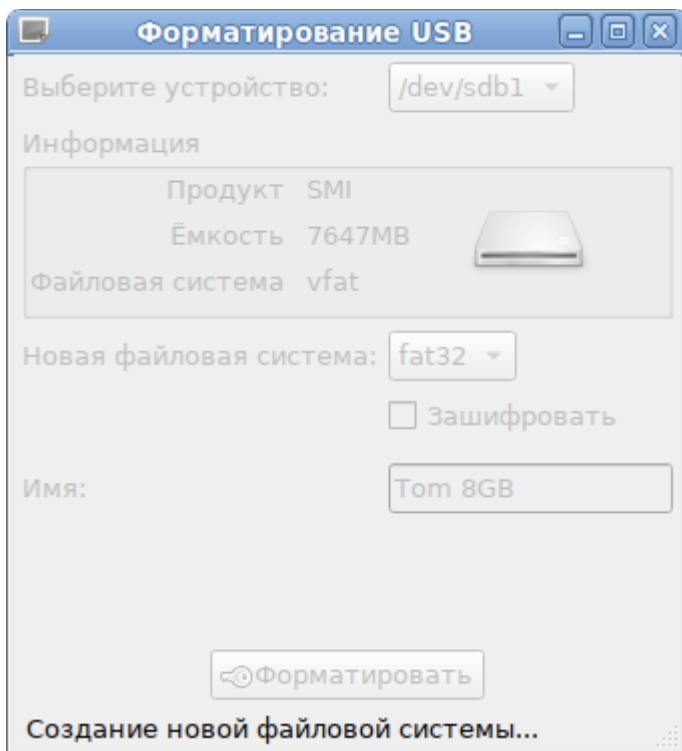 Форматирование USB
Выберите устройство: /dev/sdb1
Информация
Продукт SMI
Ёмкость 7647MB
Файловая система vfat
Новая файловая система: fat32
Зашифровать
Имя: Tom 8GB
Форматировать
Создание новой файловой системы...